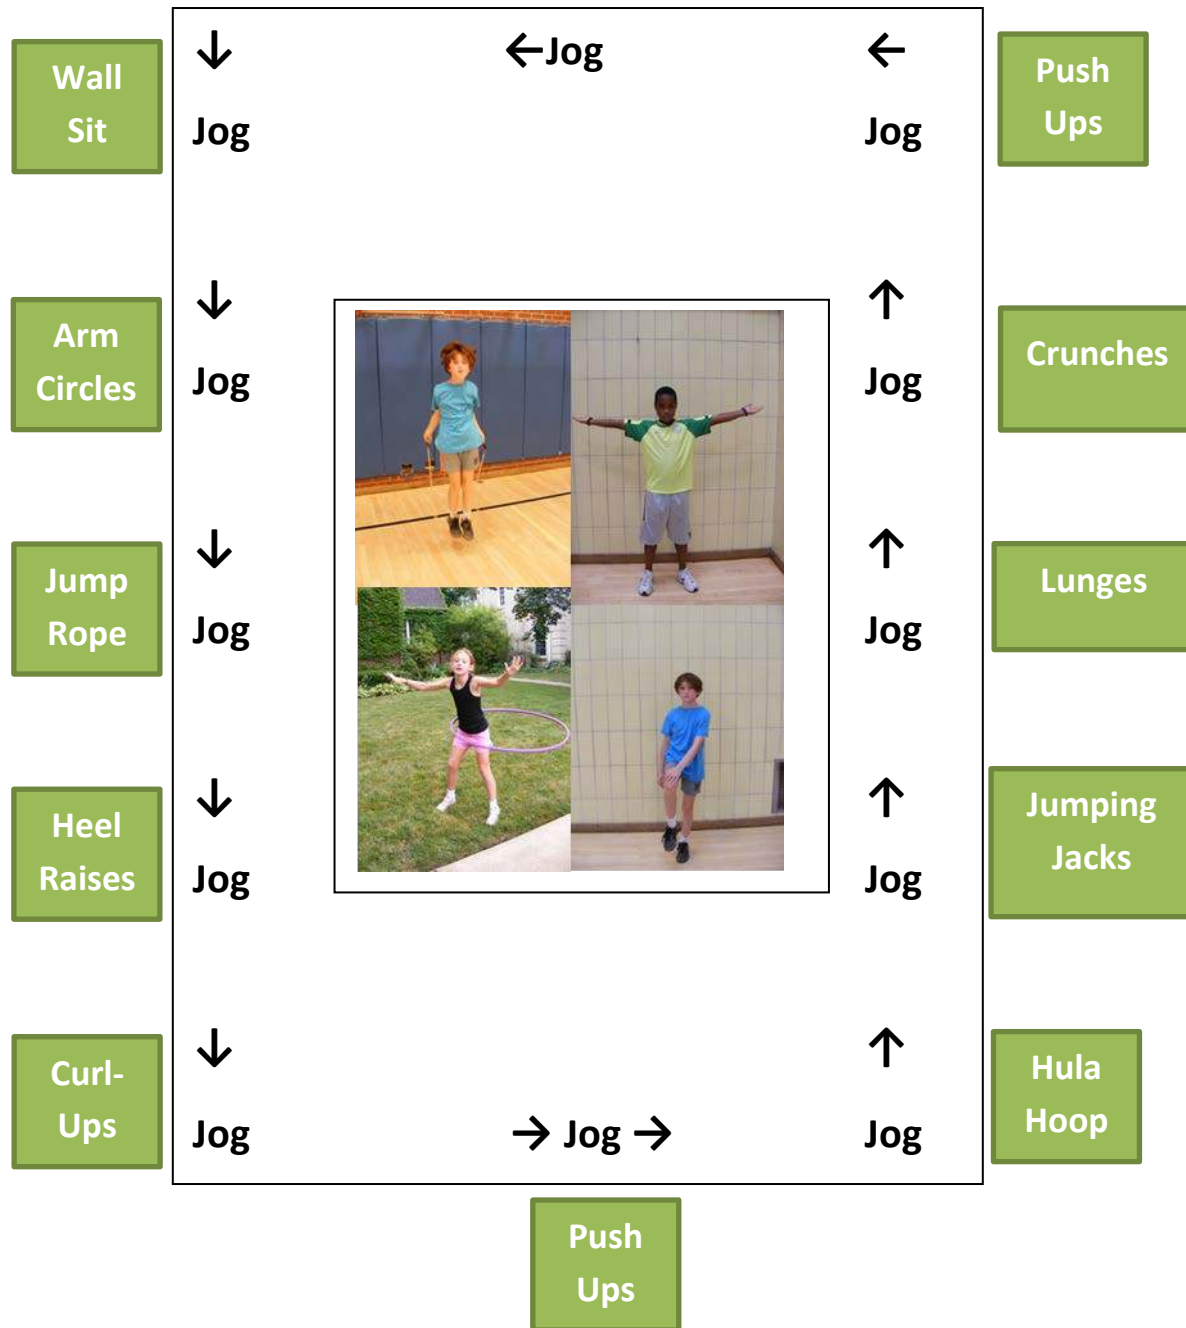 ↓
←Jog
←
Wall
Sit
Jog
Jog
Push
Ups
↓
↑
Arm
Circles
Jog
Jog
Crunches
↓
↑
Jump
Rope
Jog
Jog
Lunges
↓
↑
Heel
Raises
Jog
Jog
Jumping
Jacks
↓
↑
Curl-
Ups
Jog
→ Jog →
Jog
Hula
Hoop
Push
Ups